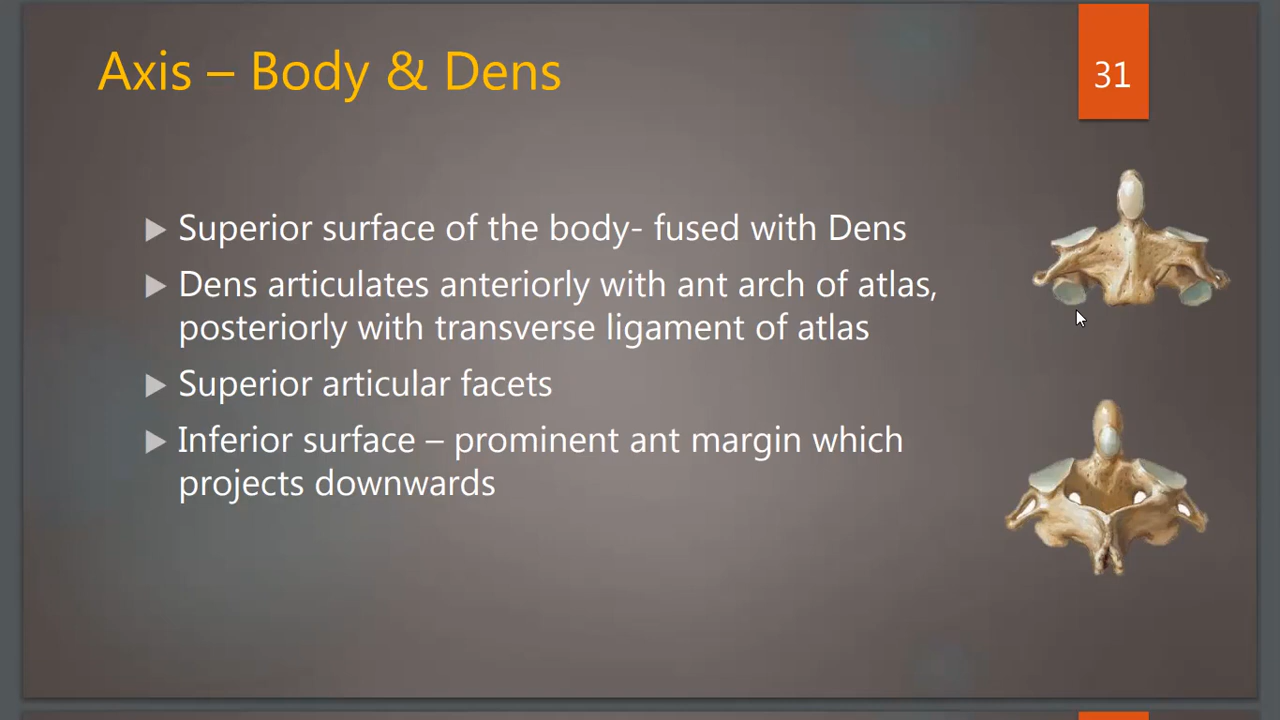 Axis – Body & Dens
31
Superior surface of the body- fused with Dens
Dens articulates anteriorly with ant arch of atlas,
posteriorly with transverse ligament of atlas
Superior articular facets
Inferior surface – prominent ant margin which
projects downwards